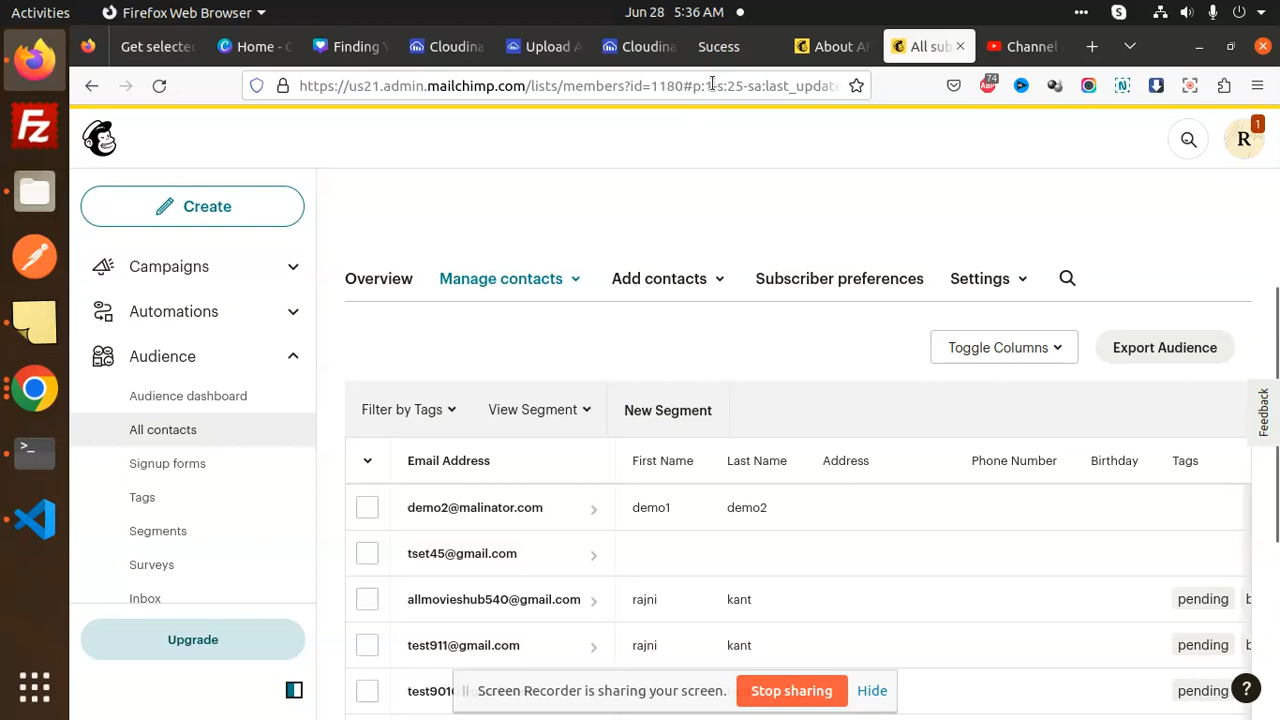 Activities Firefox Web Browser Jun 28 5:36 AM
Get selected Home - Finding Cloudina Upload A Cloudina Sucess About A All sub Channel
https://us21.admin.mailchimp.com/lists/members?id=1180#p:1-s:25-sa:last_update 74
R 1
Create
Campaigns
Automations
Audience
Audience dashboard
All contacts
Signup forms
Tags
Segments
Surveys
Inbox
Upgrade
Overview Manage contacts Add contacts Subscriber preferences Settings
Toggle Columns Export Audience
Filter by Tags View Segment New Segment
Email Address First Name Last Name Address Phone Number Birthday Tags
demo2@malinator.com demo1 demo2
tset45@gmail.com
allmovieshub540@gmail.com rajni kant pending
test911@gmail.com rajni kant pending
test901 pending
Feedback
Screen Recorder is sharing your screen. Stop sharing Hide
?